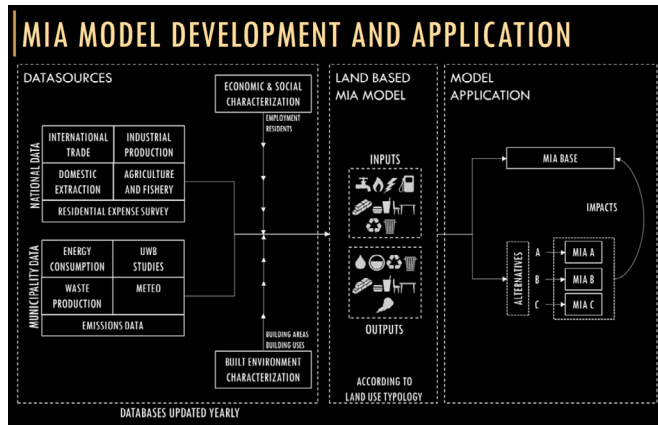 MIA MODEL DEVELOPMENT AND APPLICATION
DATASOURCES
ECONOMIC & SOCIAL
CHARACTERIZATION
EMPLOYMENT
RESIDENTS
NATIONAL DATA
INTERNATIONAL
TRADE
INDUSTRIAL
PRODUCTION
DOMESTIC
EXTRACTION
AGRICULTURE
AND FISHERY
RESIDENTIAL EXPENSE SURVEY
MUNICIPALITY DATA
ENERGY
CONSUMPTION
UWB
STUDIES
WASTE
PRODUCTION
METEO
EMISSIONS DATA
BUILDING AREAS
BUILDING USES
BUILT ENVIRONMENT
CHARACTERIZATION
DATABASES UPDATED YEARLY
LAND BASED
MIA MODEL
INPUTS
OUTPUTS
ACCORDING TO
LAND USE TYPOLOGY
MODEL
APPLICATION
MIA BASE
IMPACTS
ALTERNATIVES
A
MIA A
B
MIA B
C
MIA C